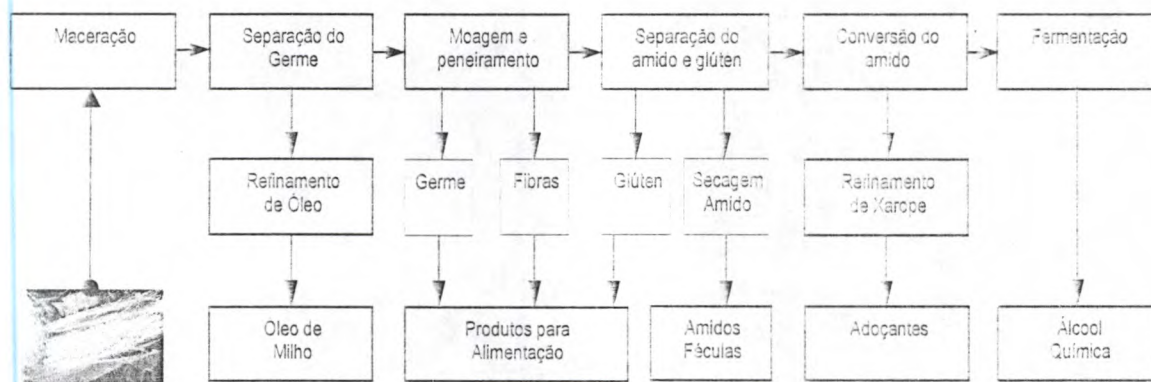 Maceração
Separação do
Germe
Moagem e
peneiramento
Separação do
amido e glúten
Conversão do
amido
Fermentação
Refinamento
de Óleo
Germe
Fibras
Glúten
Secagem
Amido
Refinamento
de Xarope
Óleo de
Milho
Produtos para
Alimentação
Amidos
Féculas
Adoçantes
Álcool
Química